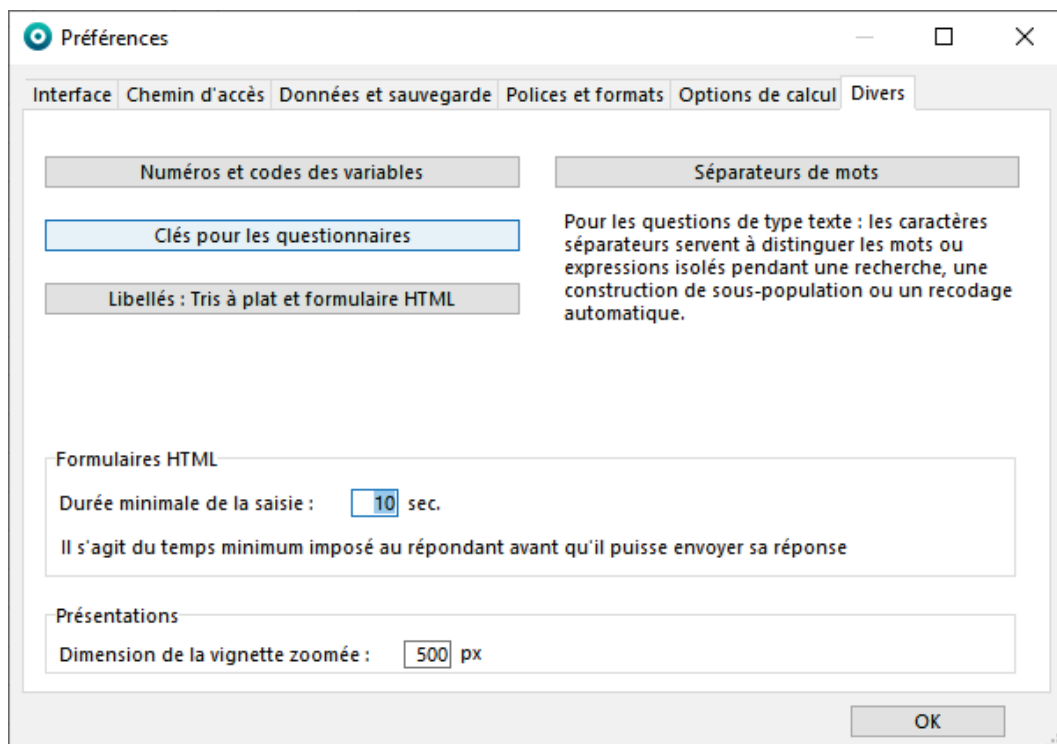 Préférences
Interface Chemin d'accès Données et sauvegarde Polices et formats Options de calcul Divers
Numéros et codes des variables
Clés pour les questionnaires
Libellés : Tris à plat et formulaire HTML
Séparateurs de mots
Pour les questions de type texte : les caractères
séparateurs servent à distinguer les mots ou
expressions isolés pendant une recherche, une
construction de sous-population ou un recodage
automatique.
Formulaires HTML
Durée minimale de la saisie : 10 sec.
Il s'agit du temps minimum imposé au répondant avant qu'il puisse envoyer sa réponse
Présentations
Dimension de la vignette zoomée : 500 px
OK